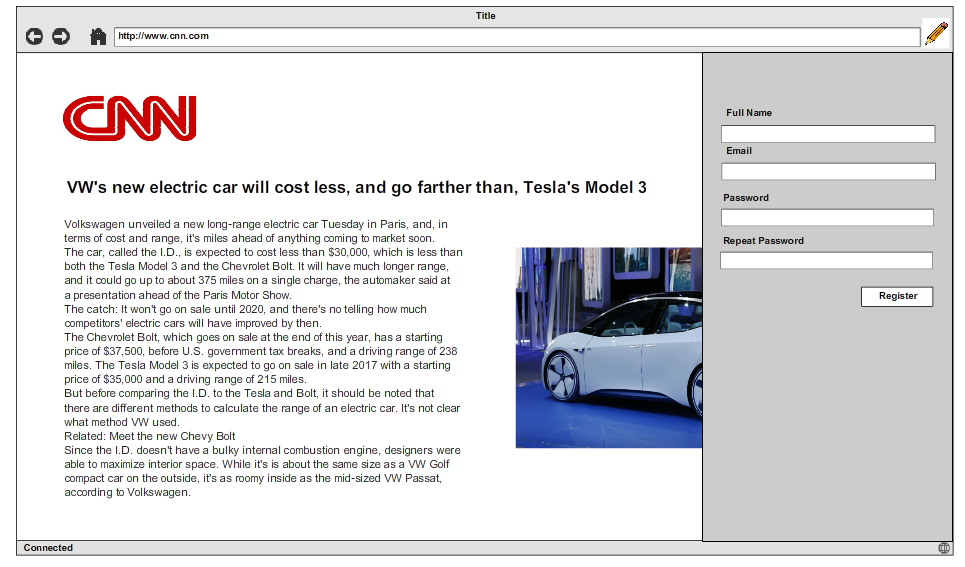 Title
http://www.cnn.com
CNN
VW's new electric car will cost less, and go farther than, Tesla's Model 3
Volkswagen unveiled a new long-range electric car Tuesday in Paris, and, in
terms of cost and range, it's miles ahead of anything coming to market soon.
The car, called the I.D., is expected to cost less than $30,000, which is less than
both the Tesla Model 3 and the Chevrolet Bolt. It will have much longer range,
and it could go up to about 375 miles on a single charge, the automaker said at
a presentation ahead of the Paris Motor Show.
The catch: It won't go on sale until 2020, and there's no telling how much
competitors' electric cars will have improved by then.
The Chevrolet Bolt, which goes on sale at the end of this year, has a starting
price of $37,500, before U.S. government tax breaks, and a driving range of 238
miles. The Tesla Model 3 is expected to go on sale in late 2017 with a starting
price of $35,000 and a driving range of 215 miles.
But before comparing the I.D. to the Tesla and Bolt, it should be noted that
there are different methods to calculate the range of an electric car. It's not clear
what method VW used.
Related: Meet the new Chevy Bolt
Since the I.D. doesn't have a bulky internal combustion engine, designers were
able to maximize interior space. While it's is about the same size as a VW Golf
compact car on the outside, it's as roomy inside as the mid-sized VW Passat,
according to Volkswagen.
Full Name
Email
Password
Repeat Password
Register
Connected